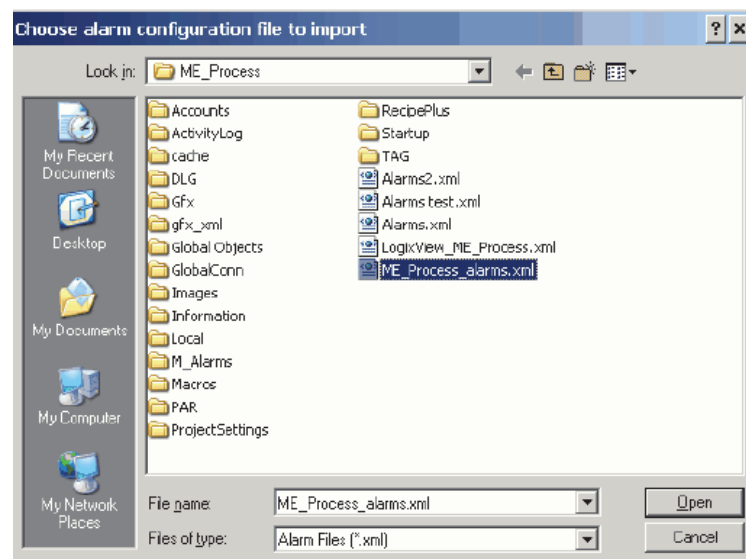 Choose alarm configuration file to import
? x
Look in: ME_Process
Accounts
ActivityLog
cache
DLG
Gfx
gfx_xml
Global Objects
GlobalConn
Images
Information
Local
M_Alarms
Macros
PAR
ProjectSettings
RecipePlus
Startup
TAG
Alarms2.xml
Alarms test.xml
Alarms.xml
LogixView_ME_Process.xml
ME_Process_alarms.xml
My Recent
Documents
Desktop
My Documents
My Computer
My Network
Places
File name: ME_Process_alarms.xml Open
Files of type: Alarm Files (*.xml) Cancel